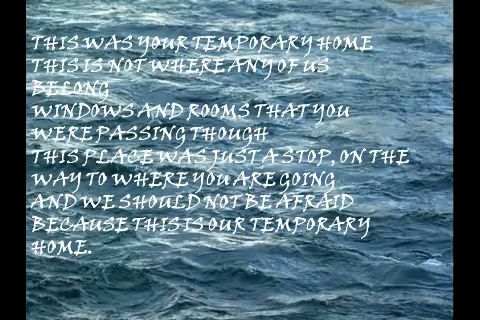 THIS WAS YOUR TEMPORARY HOME
THIS IS NOT WHERE ANY OF US
BELONG
WINDOWS AND ROOMS THAT YOU
WERE PASSING THOUGH
THIS PLACE WAS JUST A STOP, ON THE
WAY TO WHERE YOU ARE GOING
AND WE SHOULD NOT BE AFRAID
BECAUSE THIS IS OUR TEMPORARY
HOME.